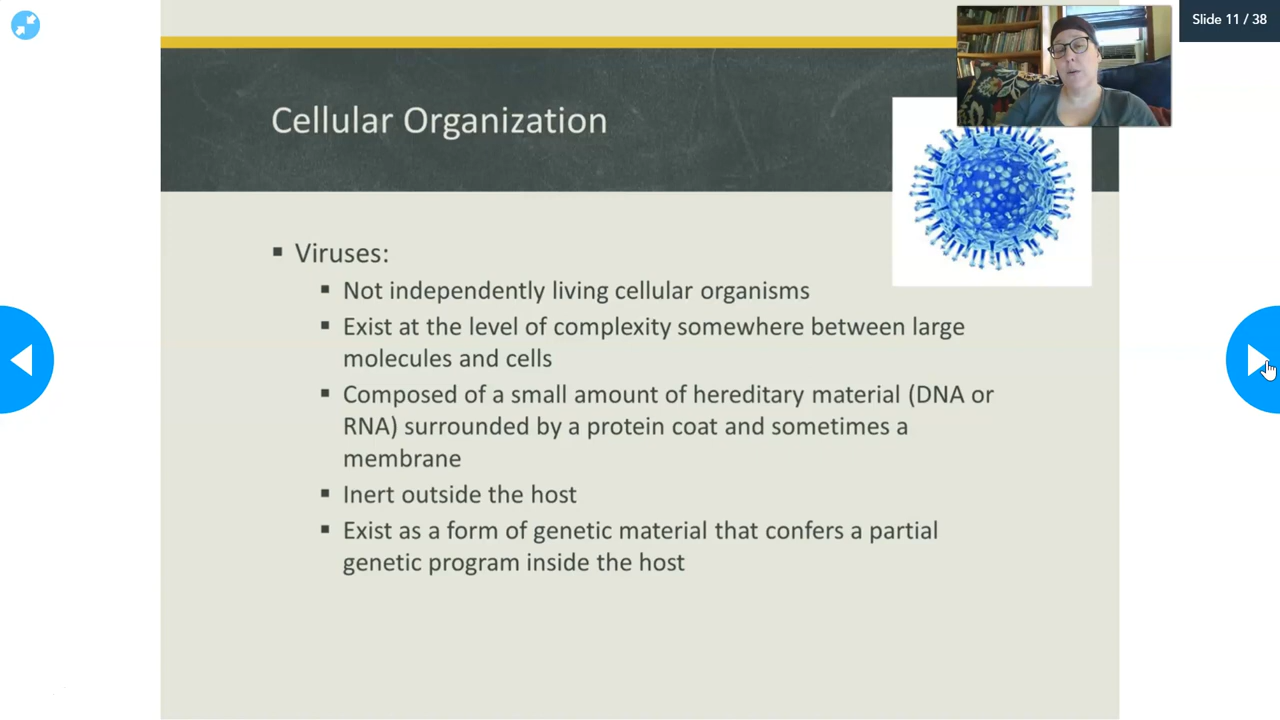 Slide 11 / 38
Cellular Organization
▪ Viruses:
▪ Not independently living cellular organisms
▪ Exist at the level of complexity somewhere between large
molecules and cells
▪ Composed of a small amount of hereditary material (DNA or
RNA) surrounded by a protein coat and sometimes a
membrane
▪ Inert outside the host
▪ Exist as a form of genetic material that confers a partial
genetic program inside the host